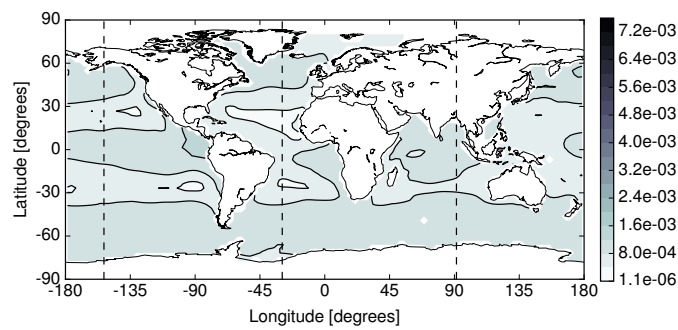 90
60
30
0
-30
-60
-90
Latitude [degrees]
-180 -135 -90 -45 0 45 90 135 180
Longitude [degrees]
7.2e-03
6.4e-03
5.6e-03
4.8e-03
4.0e-03
3.2e-03
2.4e-03
1.6e-03
8.0e-04
1.1e-06